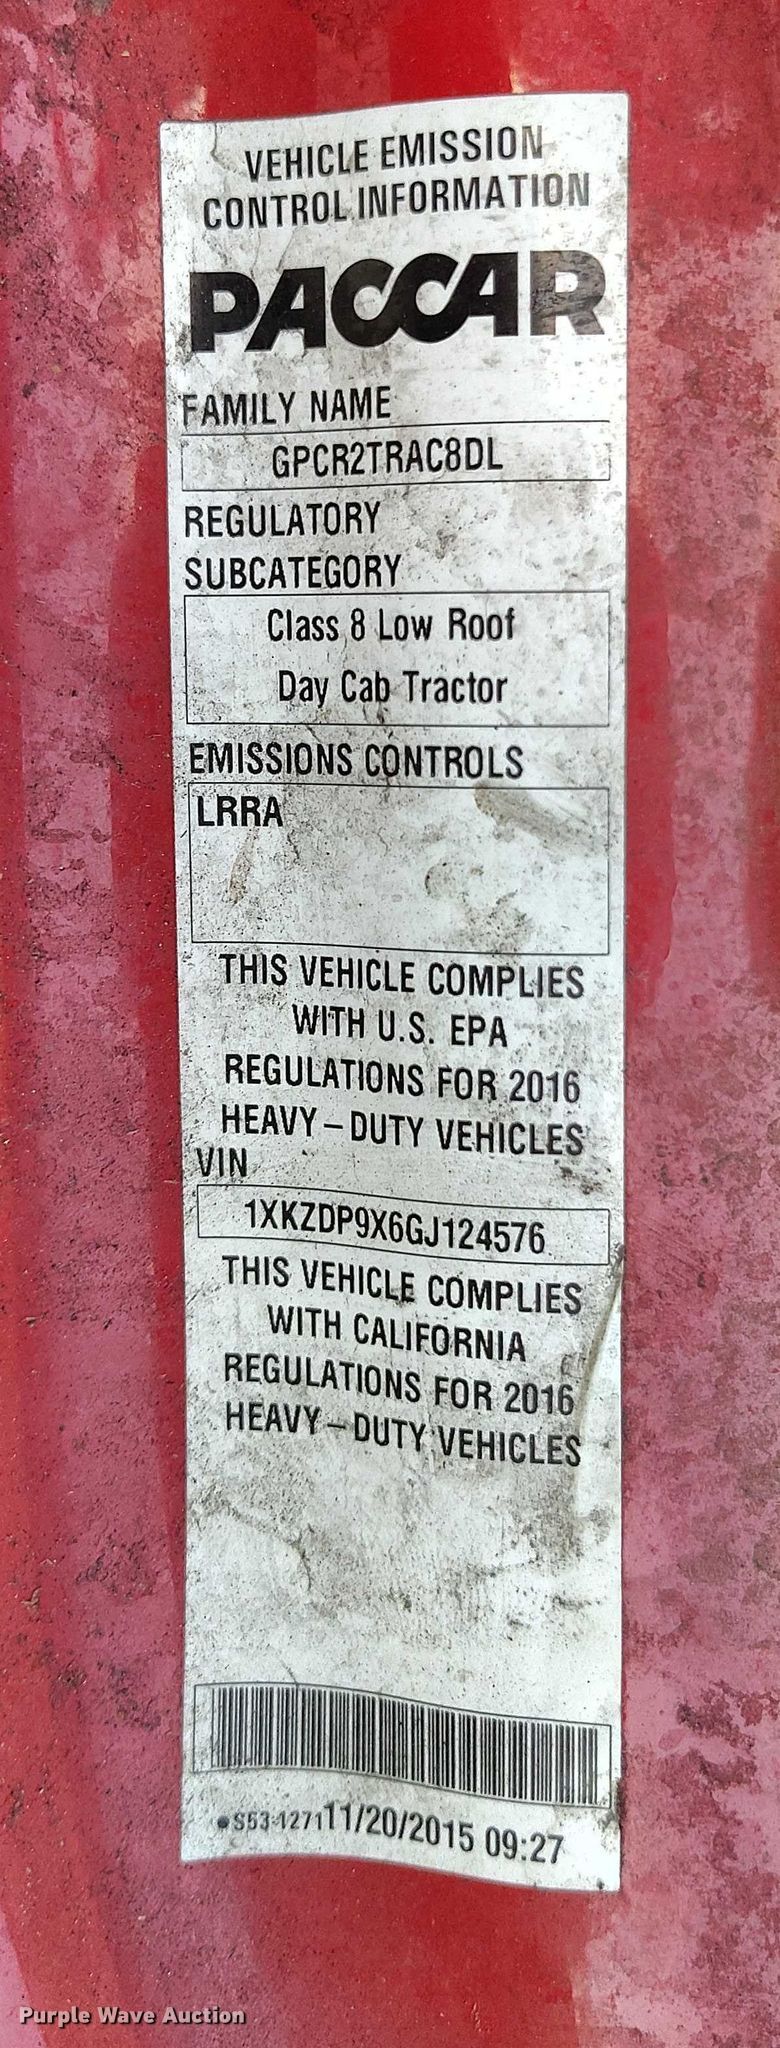 VEHICLE EMISSION
CONTROL INFORMATION
PACCAR
FAMILY NAME
GPCR2TRAC8DL
REGULATORY
SUBCATEGORY
Class 8 Low Roof
Day Cab Tractor
EMISSIONS CONTROLS
LRRA
THIS VEHICLE COMPLIES
WITH U.S. EPA
REGULATIONS FOR 2016
HEAVY-DUTY VEHICLES
VIN
1XKZDP9X6GJ124576
THIS VEHICLE COMPLIES
WITH CALIFORNIA
REGULATIONS FOR 2016
HEAVY-DUTY VEHICLES
S53-1271 11/20/2015 09:27
Purple Wave Auction